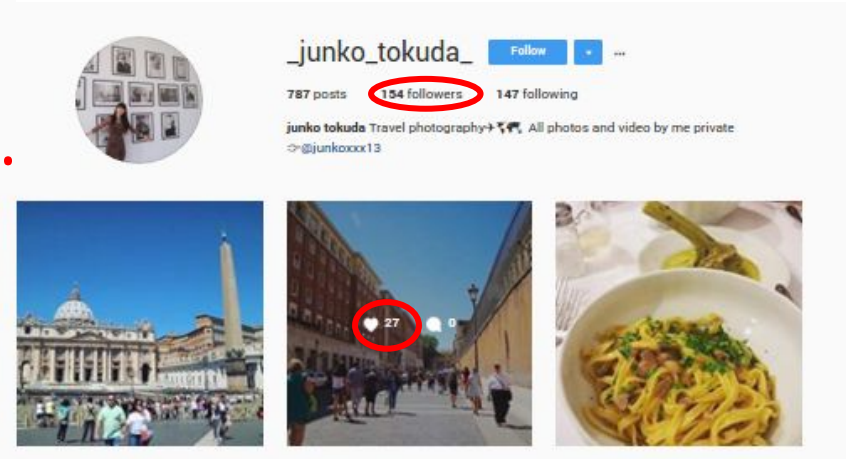 _junko_tokuda_ Follow
787 posts 154 followers 147 following
junko tokuda Travel photography✈🗺 All photos and video by me private
👉@junkoxxx13
27 0